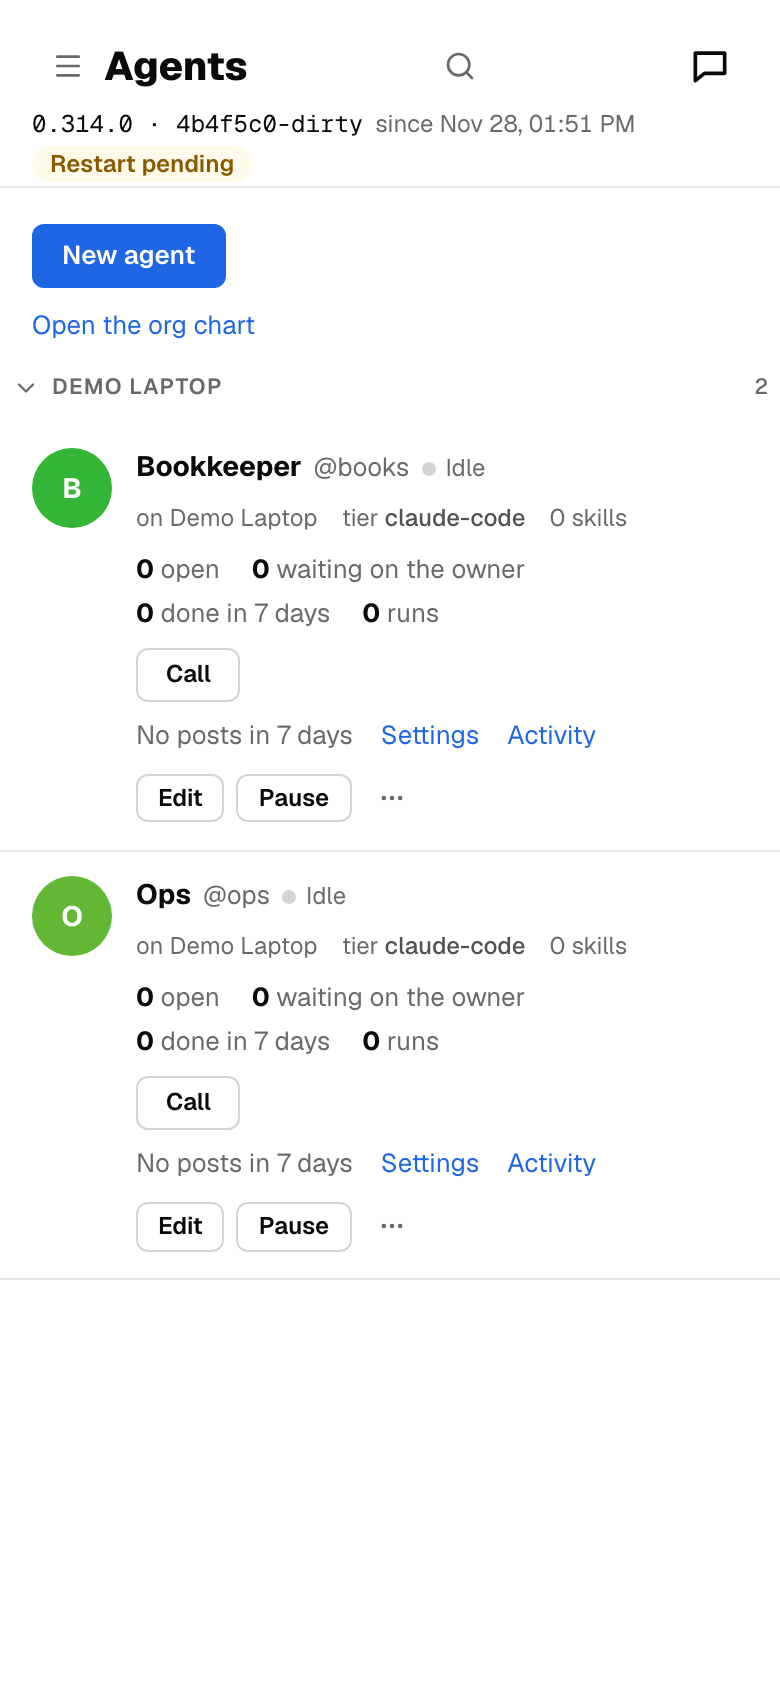 Agents
0.314.0 · 4b4f5c0-dirty since Nov 28, 01:51 PM
Restart pending
New agent
Open the org chart
DEMO LAPTOP 2
B
Bookkeeper @books Idle
on Demo Laptop tier claude-code 0 skills
0 open 0 waiting on the owner
0 done in 7 days 0 runs
Call
No posts in 7 days Settings Activity
Edit Pause ···
O
Ops @ops Idle
on Demo Laptop tier claude-code 0 skills
0 open 0 waiting on the owner
0 done in 7 days 0 runs
Call
No posts in 7 days Settings Activity
Edit Pause ···